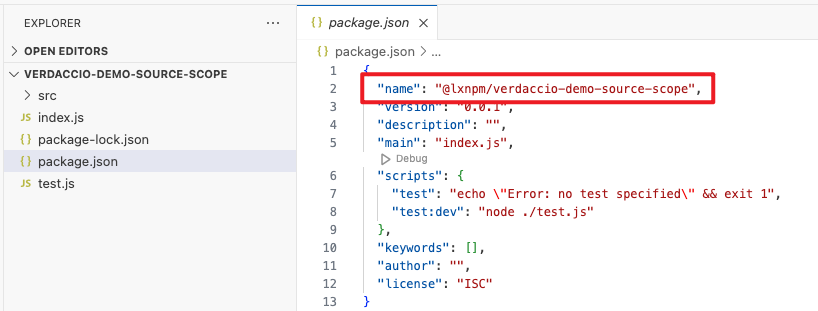 EXPLORER
OPEN EDITORS
VERDACCIO-DEMO-SOURCE-SCOPE
src
JS index.js
{} package-lock.json
{} package.json
JS test.js
{} package.json
{} package.json > ...
1 {
2 "name": "@lxnpm/verdaccio-demo-source-scope",
3 "version": "0.0.1",
4 "description": "",
5 "main": "index.js",
Debug
6 "scripts": {
7 "test": "echo \"Error: no test specified\" && exit 1",
8 "test:dev": "node ./test.js"
9 },
10 "keywords": [],
11 "author": "",
12 "license": "ISC"
13 }